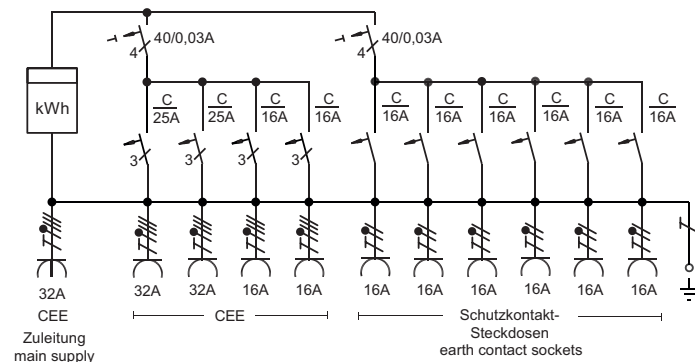 40/0,03A
4
40/0,03A
4
kWh
C
25A
C
25A
C
16A
C
16A
C
16A
C
16A
C
16A
C
16A
C
16A
C
16A
3
3
3
3
32A
32A
32A
16A
16A
16A
16A
16A
16A
16A
16A
CEE
CEE
Schutzkontakt-
Steckdosen
earth contact sockets
Zuleitung
main supply